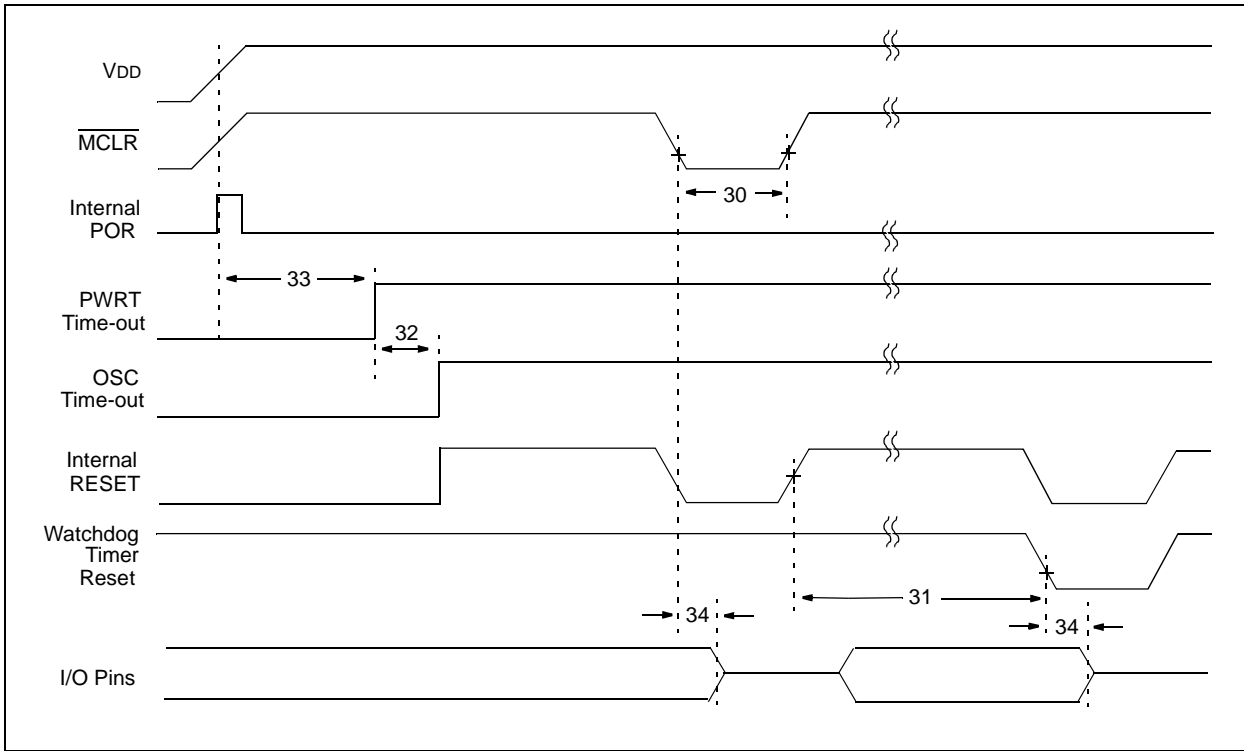 VDD
MCLR
30
Internal
POR
33
PWRT
Time-out
32
OSC
Time-out
Internal
RESET
Watchdog
Timer
Reset
31
34
34
I/O Pins